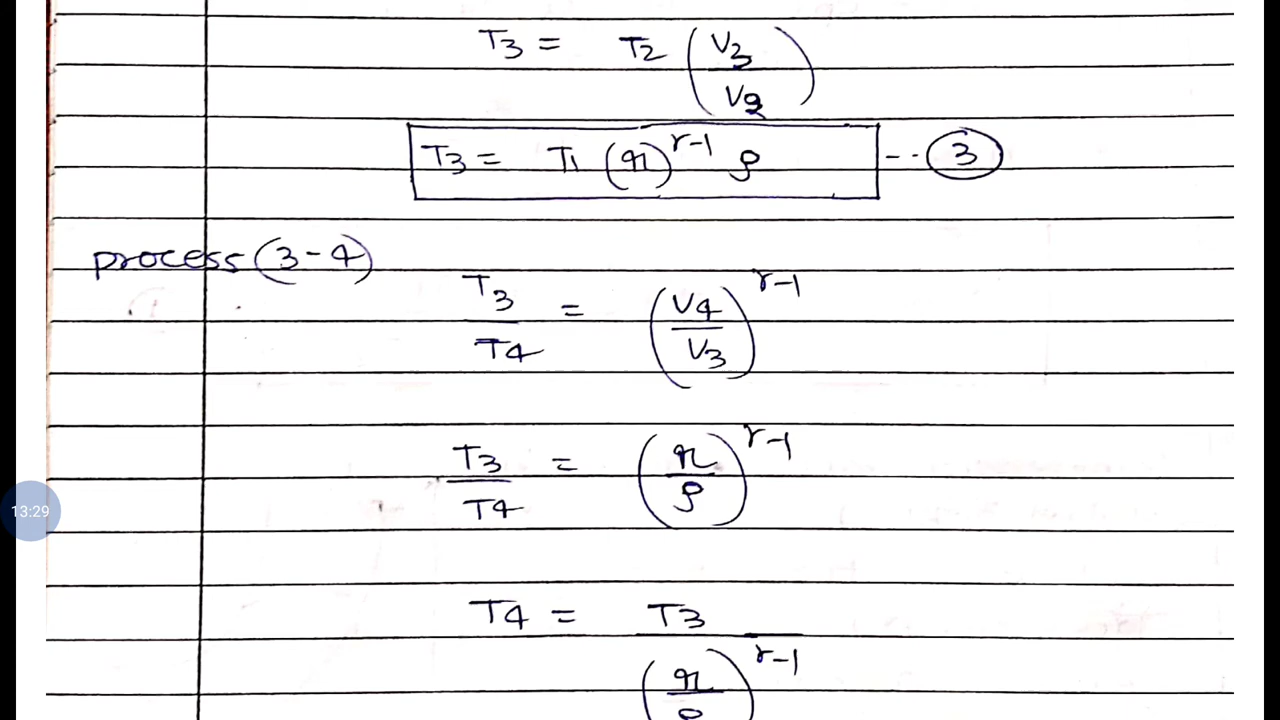 T3 = T2 (V3/V2)
T3 = T1 (r)^γ-1 ρ -- (3)
process (3-4)
T3/T4 = (V4/V3)^γ-1
T3/T4 = (r/ρ)^γ-1
13:29
T4 = T3/(r/ρ)^γ-1